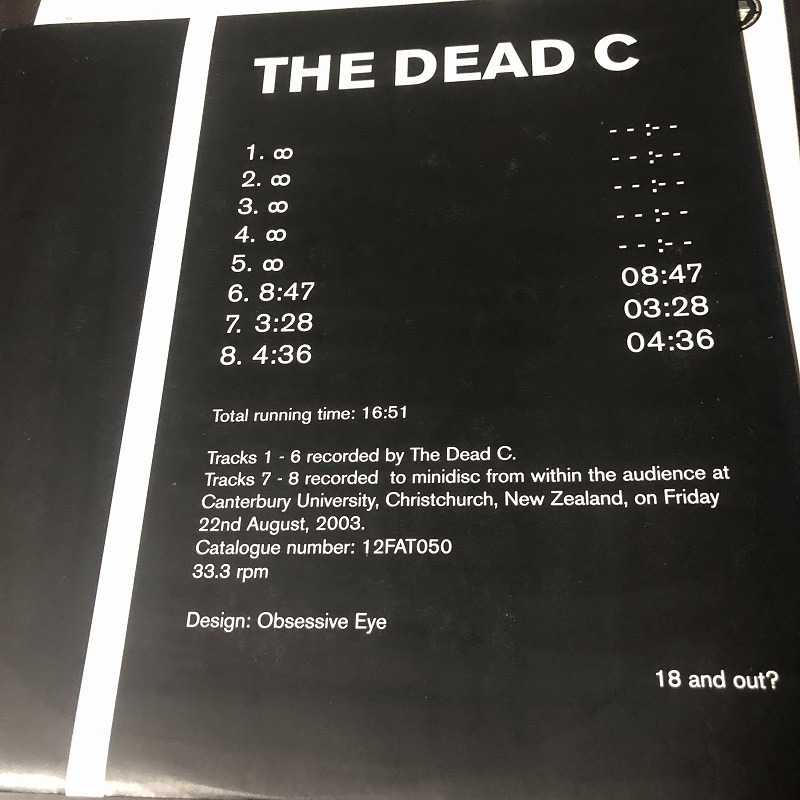 THE DEAD C
1. ∞ --:--
2. ∞ --:--
3. ∞ --:--
4. ∞ --:--
5. ∞ --:--
6. 8:47 08:47
7. 3:28 03:28
8. 4:36 04:36
Total running time: 16:51
Tracks 1 - 6 recorded by The Dead C.
Tracks 7 - 8 recorded to minidisc from within the audience at
Canterbury University, Christchurch, New Zealand, on Friday
22nd August, 2003.
Catalogue number: 12FAT050
33.3 rpm
Design: Obsessive Eye
18 and out?